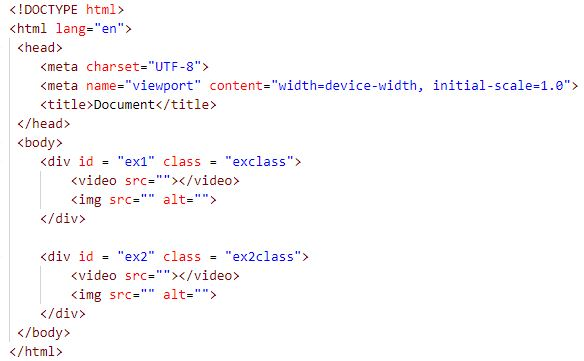 <!DOCTYPE html>
<html lang="en">
<head>
<meta charset="UTF-8">
<meta name="viewport" content="width=device-width, initial-scale=1.0">
<title>Document</title>
</head>
<body>
<div id = "ex1" class = "exclass">
<video src=""></video>
<img src="" alt="">
</div>
<div id = "ex2" class = "ex2class">
<video src=""></video>
<img src="" alt="">
</div>
</body>
</html>